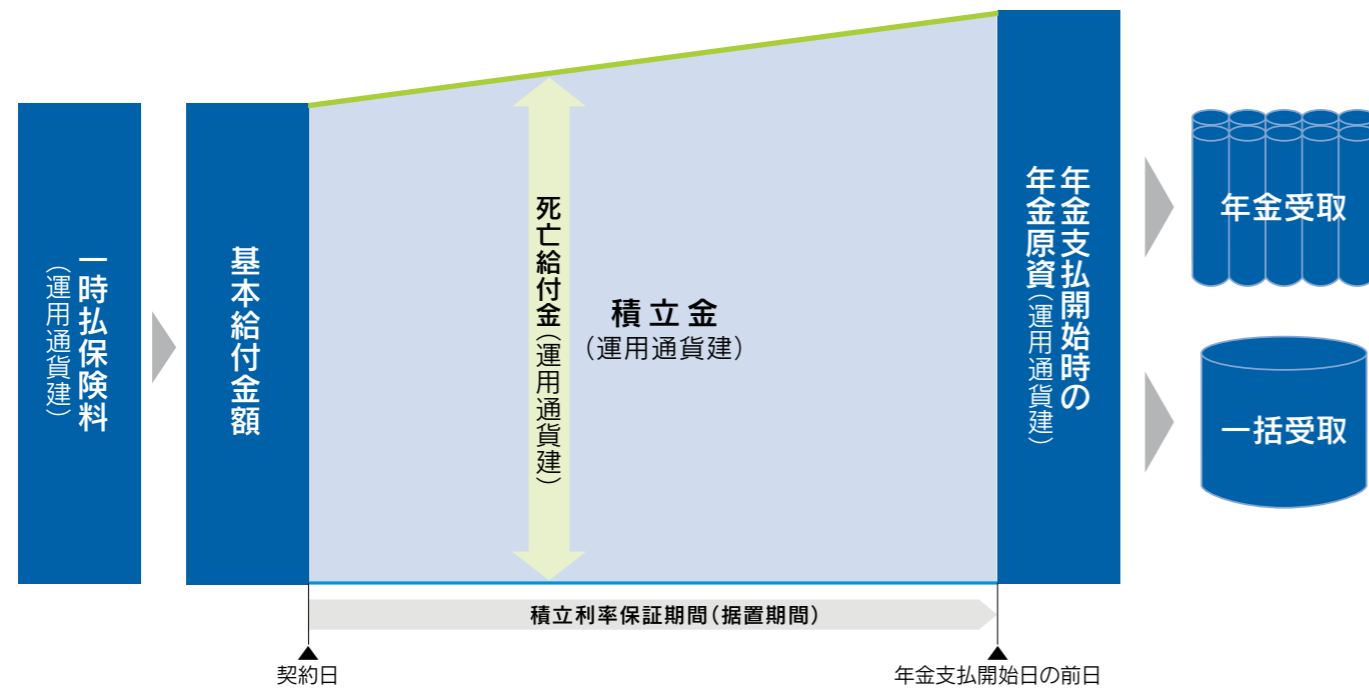 一時払保険料
（運用通貨建）
基本給付金額
死亡給付金（運用通貨建）
積立金
（運用通貨建）
年金支払開始時の
年金原資（運用通貨建）
年金受取
一括受取
積立利率保証期間（据置期間）
契約日
年金支払開始日の前日